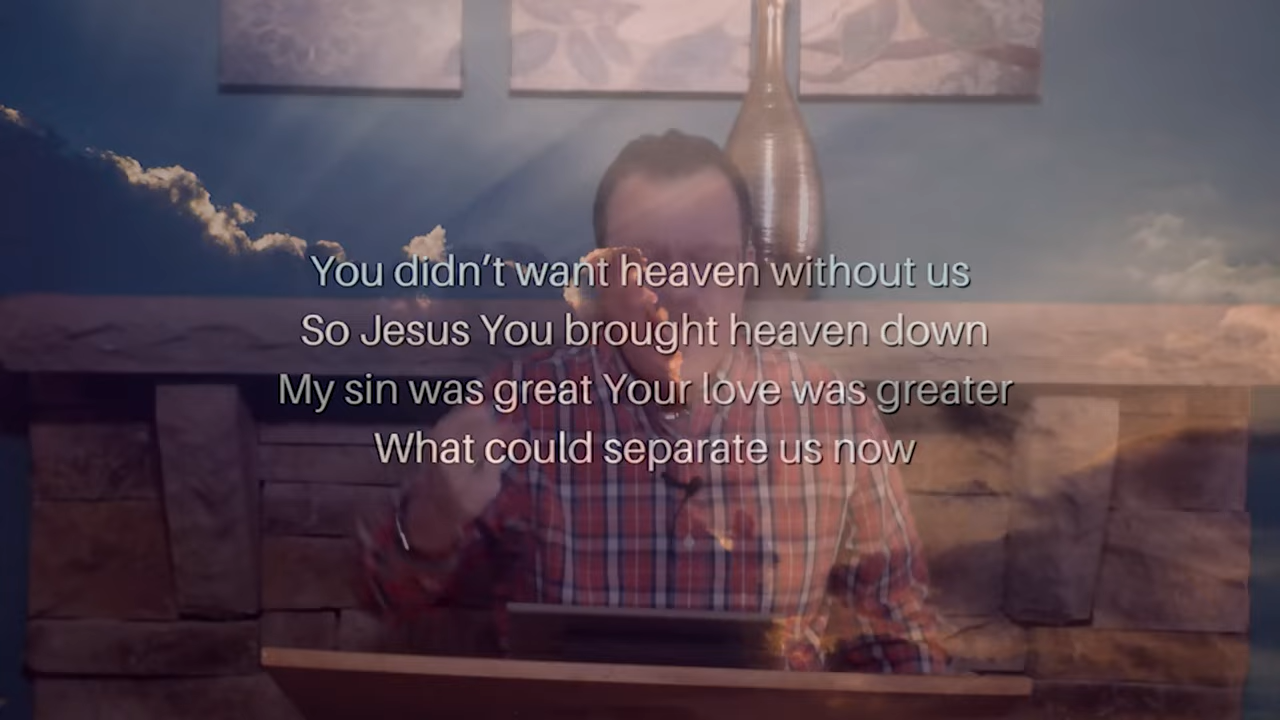 You didn’t want heaven without us
So Jesus You brought heaven down
My sin was great Your love was greater
What could separate us now